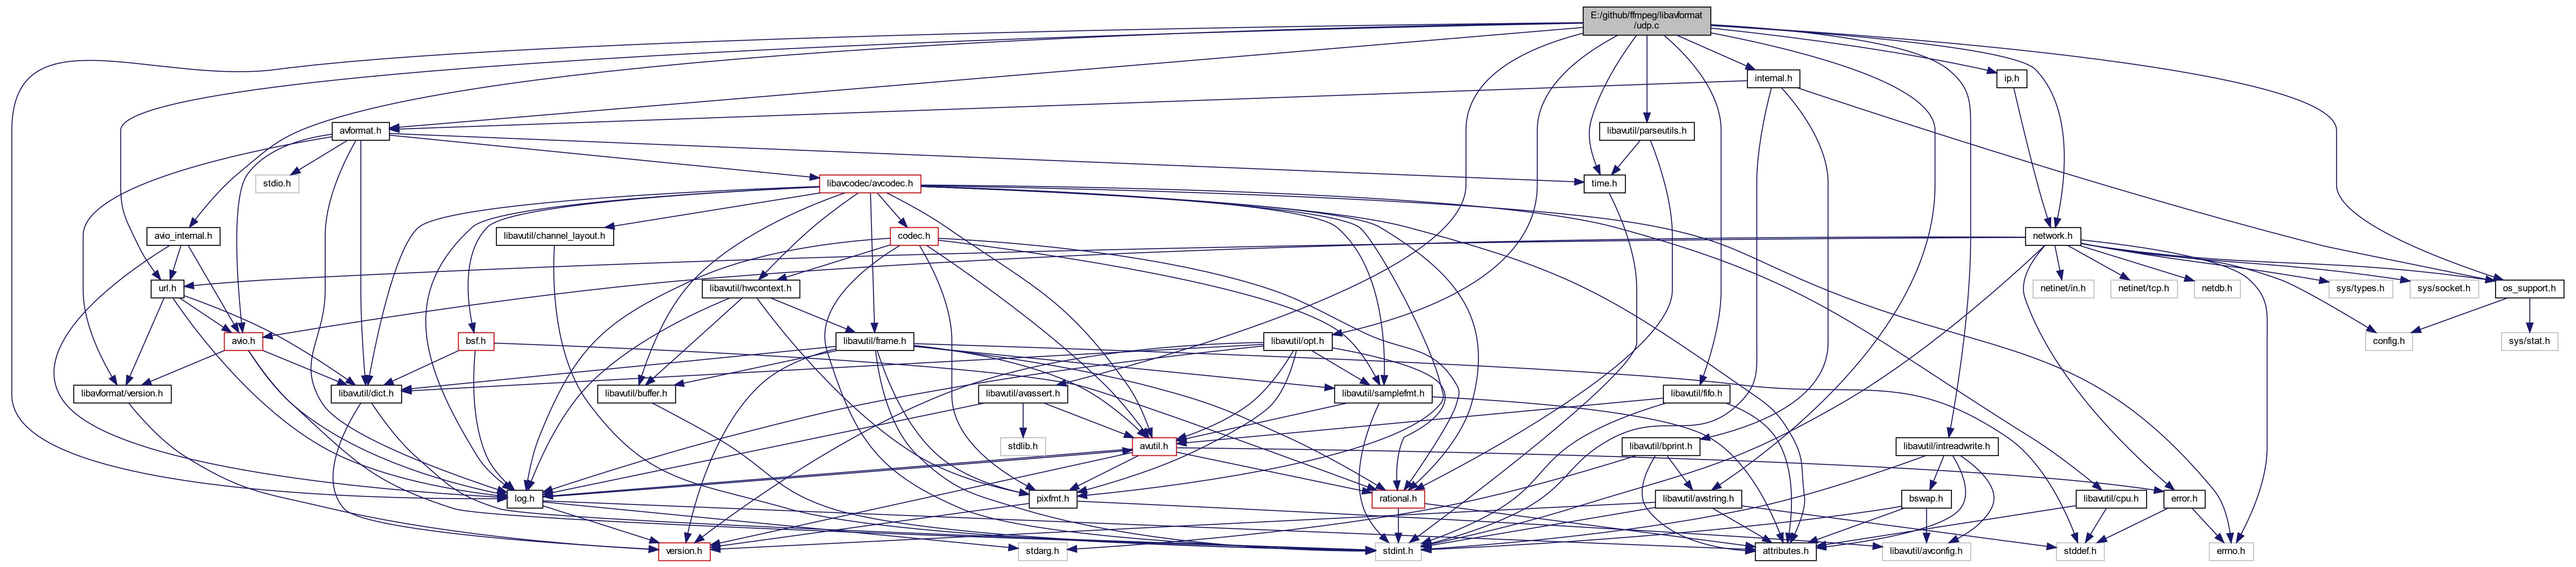 E:/github/ffmpeg/libavformat
/udp.c
internal.h
ip.h
avformat.h
libavutil/parseutils.h
stdio.h
libavcodec/avcodec.h
time.h
avio_internal.h
libavutil/channel_layout.h
codec.h
network.h
url.h
libavutil/hwcontext.h
netinet/in.h
netinet/tcp.h
netdb.h
sys/types.h
sys/socket.h
os_support.h
avio.h
bsf.h
libavutil/frame.h
libavutil/opt.h
config.h
sys/stat.h
libavformat/version.h
libavutil/dict.h
libavutil/buffer.h
libavutil/avassert.h
libavutil/samplefmt.h
libavutil/fifo.h
stdlib.h
avutil.h
libavutil/bprint.h
libavutil/intreadwrite.h
log.h
pixfmt.h
rational.h
libavutil/avstring.h
bswap.h
libavutil/cpu.h
error.h
version.h
stdarg.h
stdint.h
attributes.h
libavutil/avconfig.h
stddef.h
errno.h